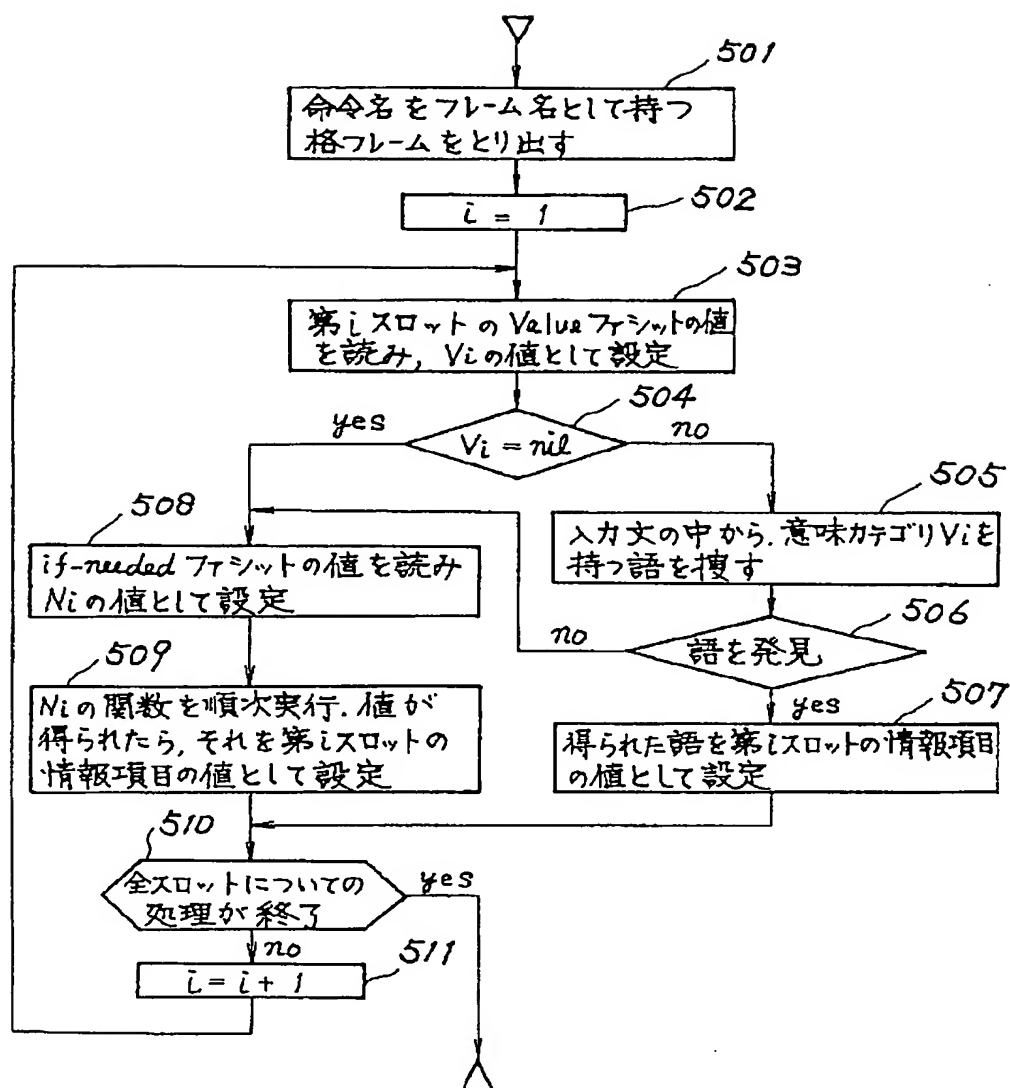 501
命令名をフレーム名として持つ
格フレームをとり出す
502
i = 1
503
第iスロットのValueファシットの値
を読み, Viの値として設定
504
yes
Vi = nil
no
505
入力文の中から, 意味カテゴリViを
持つ語を捜す
508
if-neededファシットの値を読み
Niの値として設定
506
no
語を発見
yes
509
Niの関数を順次実行. 値が
得られたら, それを第iスロットの
情報項目の値として設定
507
得られた語を第iスロットの情報項目
の値として設定
510
全スロットについての
処理が終了
yes
no
511
i = i + 1